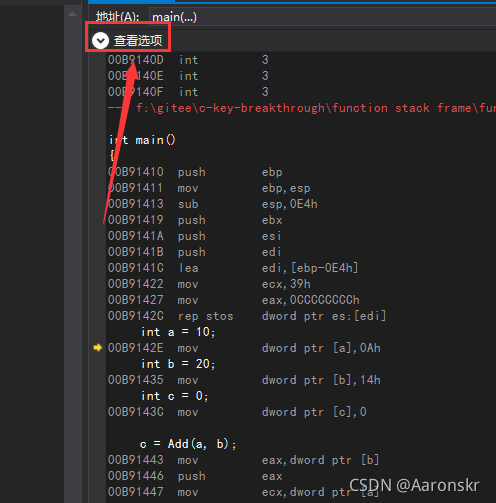 地址(A): main(...)
查看选项
00B9140D int 3
00B9140E int 3
00B9140F int 3
--- f:\gitee\c-key-breakthrough\function stack frame\fun
int main()
{
00B91410 push ebp
00B91411 mov ebp,esp
00B91413 sub esp,0E4h
00B91419 push ebx
00B9141A push esi
00B9141B push edi
00B9141C lea edi,[ebp-0E4h]
00B91422 mov ecx,39h
00B91427 mov eax,0CCCCCCCCh
00B9142C rep stos dword ptr es:[edi]
int a = 10;
00B9142E mov dword ptr [a],0Ah
int b = 20;
00B91435 mov dword ptr [b],14h
int c = 0;
00B9143C mov dword ptr [c],0
c = Add(a, b);
00B91443 mov eax,dword ptr [b]
00B91446 push eax
00B91447 mov ecx,dword ptr [a]
CSDN @Aaronskr